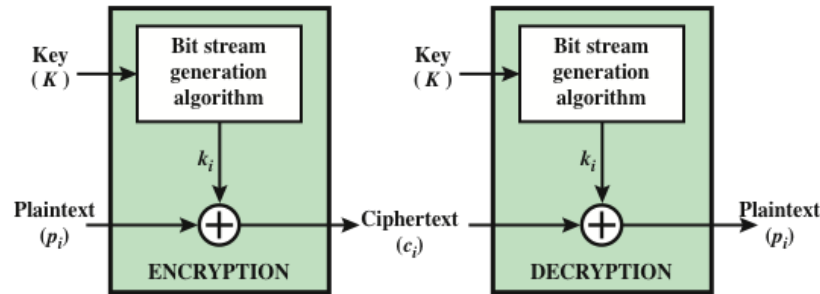 Key
(K)
Bit stream
generation
algorithm
k_i
Plaintext
(p_i)
ENCRYPTION
Ciphertext
(c_i)
Key
(K)
Bit stream
generation
algorithm
k_i
DECRYPTION
Plaintext
(p_i)